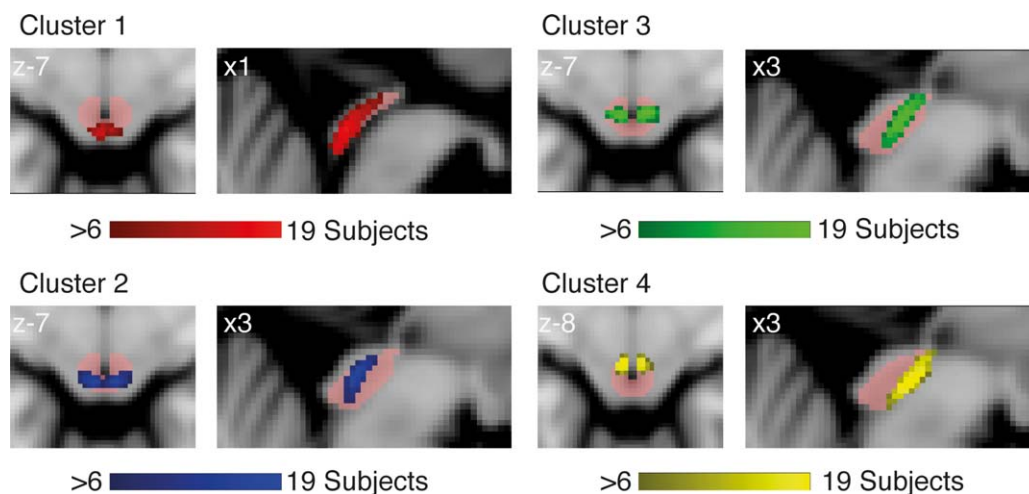 Cluster 1
z-7
x1
>6 19 Subjects
Cluster 2
z-7
x3
>6 19 Subjects
Cluster 3
z-7
x3
>6 19 Subjects
Cluster 4
z-8
x3
>6 19 Subjects